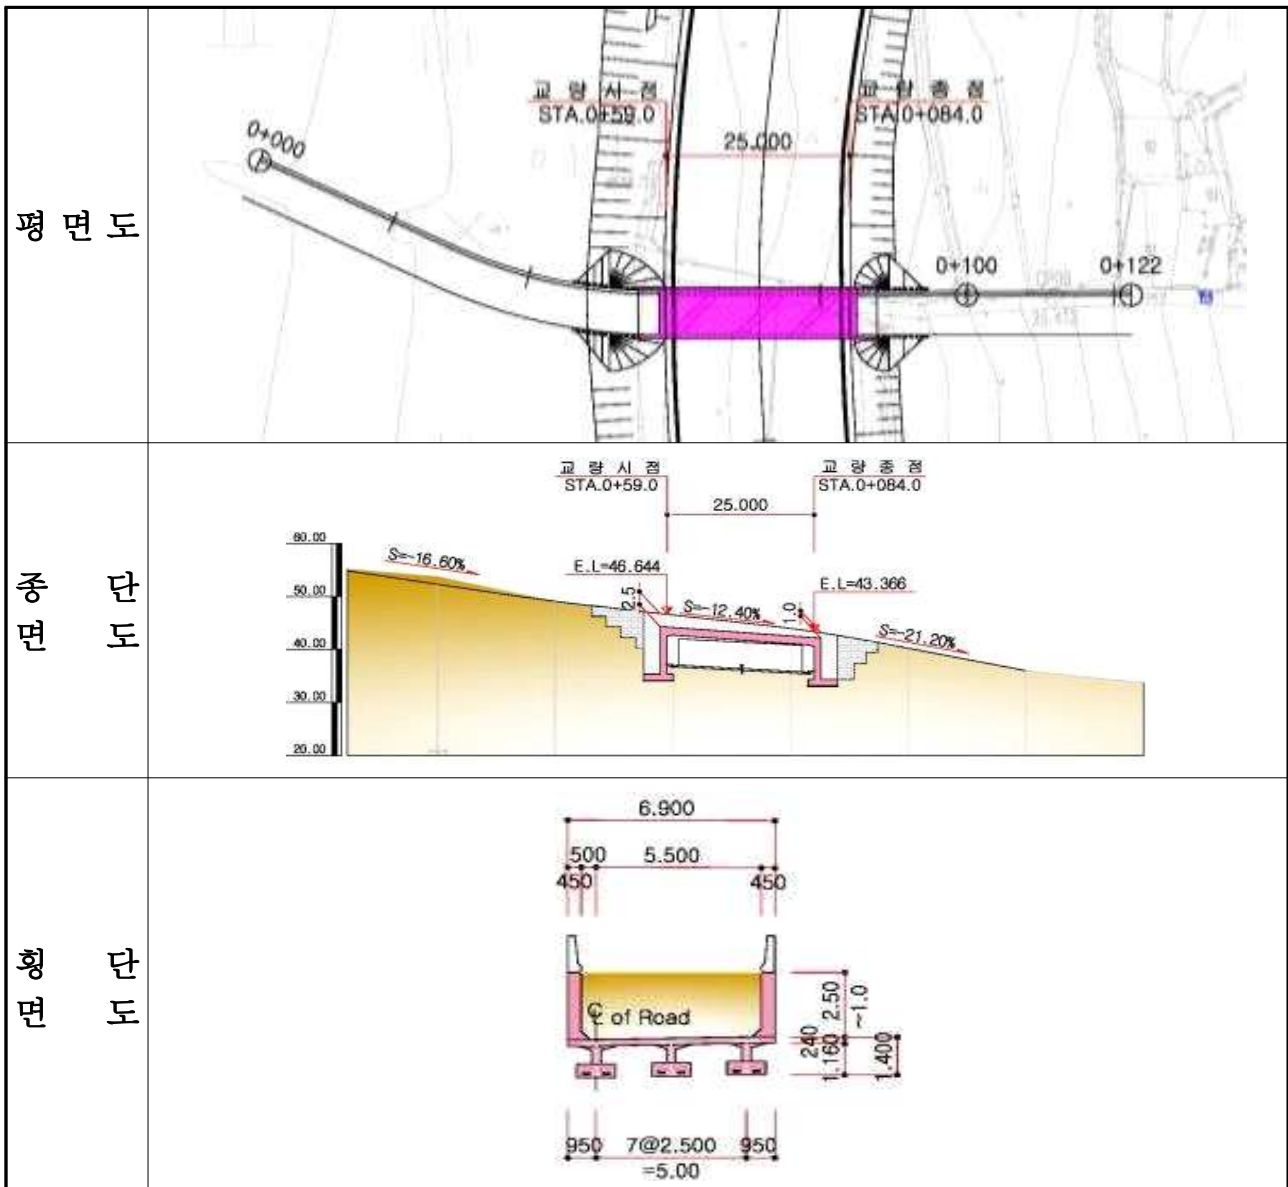 평 면 도
교 량 시 점
STA.0+59.0
교 량 종 점
STA.0+084.0
25.000
0+000
0+100
0+122
종 단
면 도
교 량 시 점
STA.0+59.0
교 량 종 점
STA.0+084.0
25.000
60.00
50.00
40.00
30.00
20.00
S=-16.60%
E.L=46.644
2.5
S=-12.40%
1.0
E.L=43.366
S=-21.20%
횡 단
면 도
6.900
500
5.500
450
450
℄ of Road
2.50
~1.0
240
1.160
1.400
950
7@2.500
=5.00
950